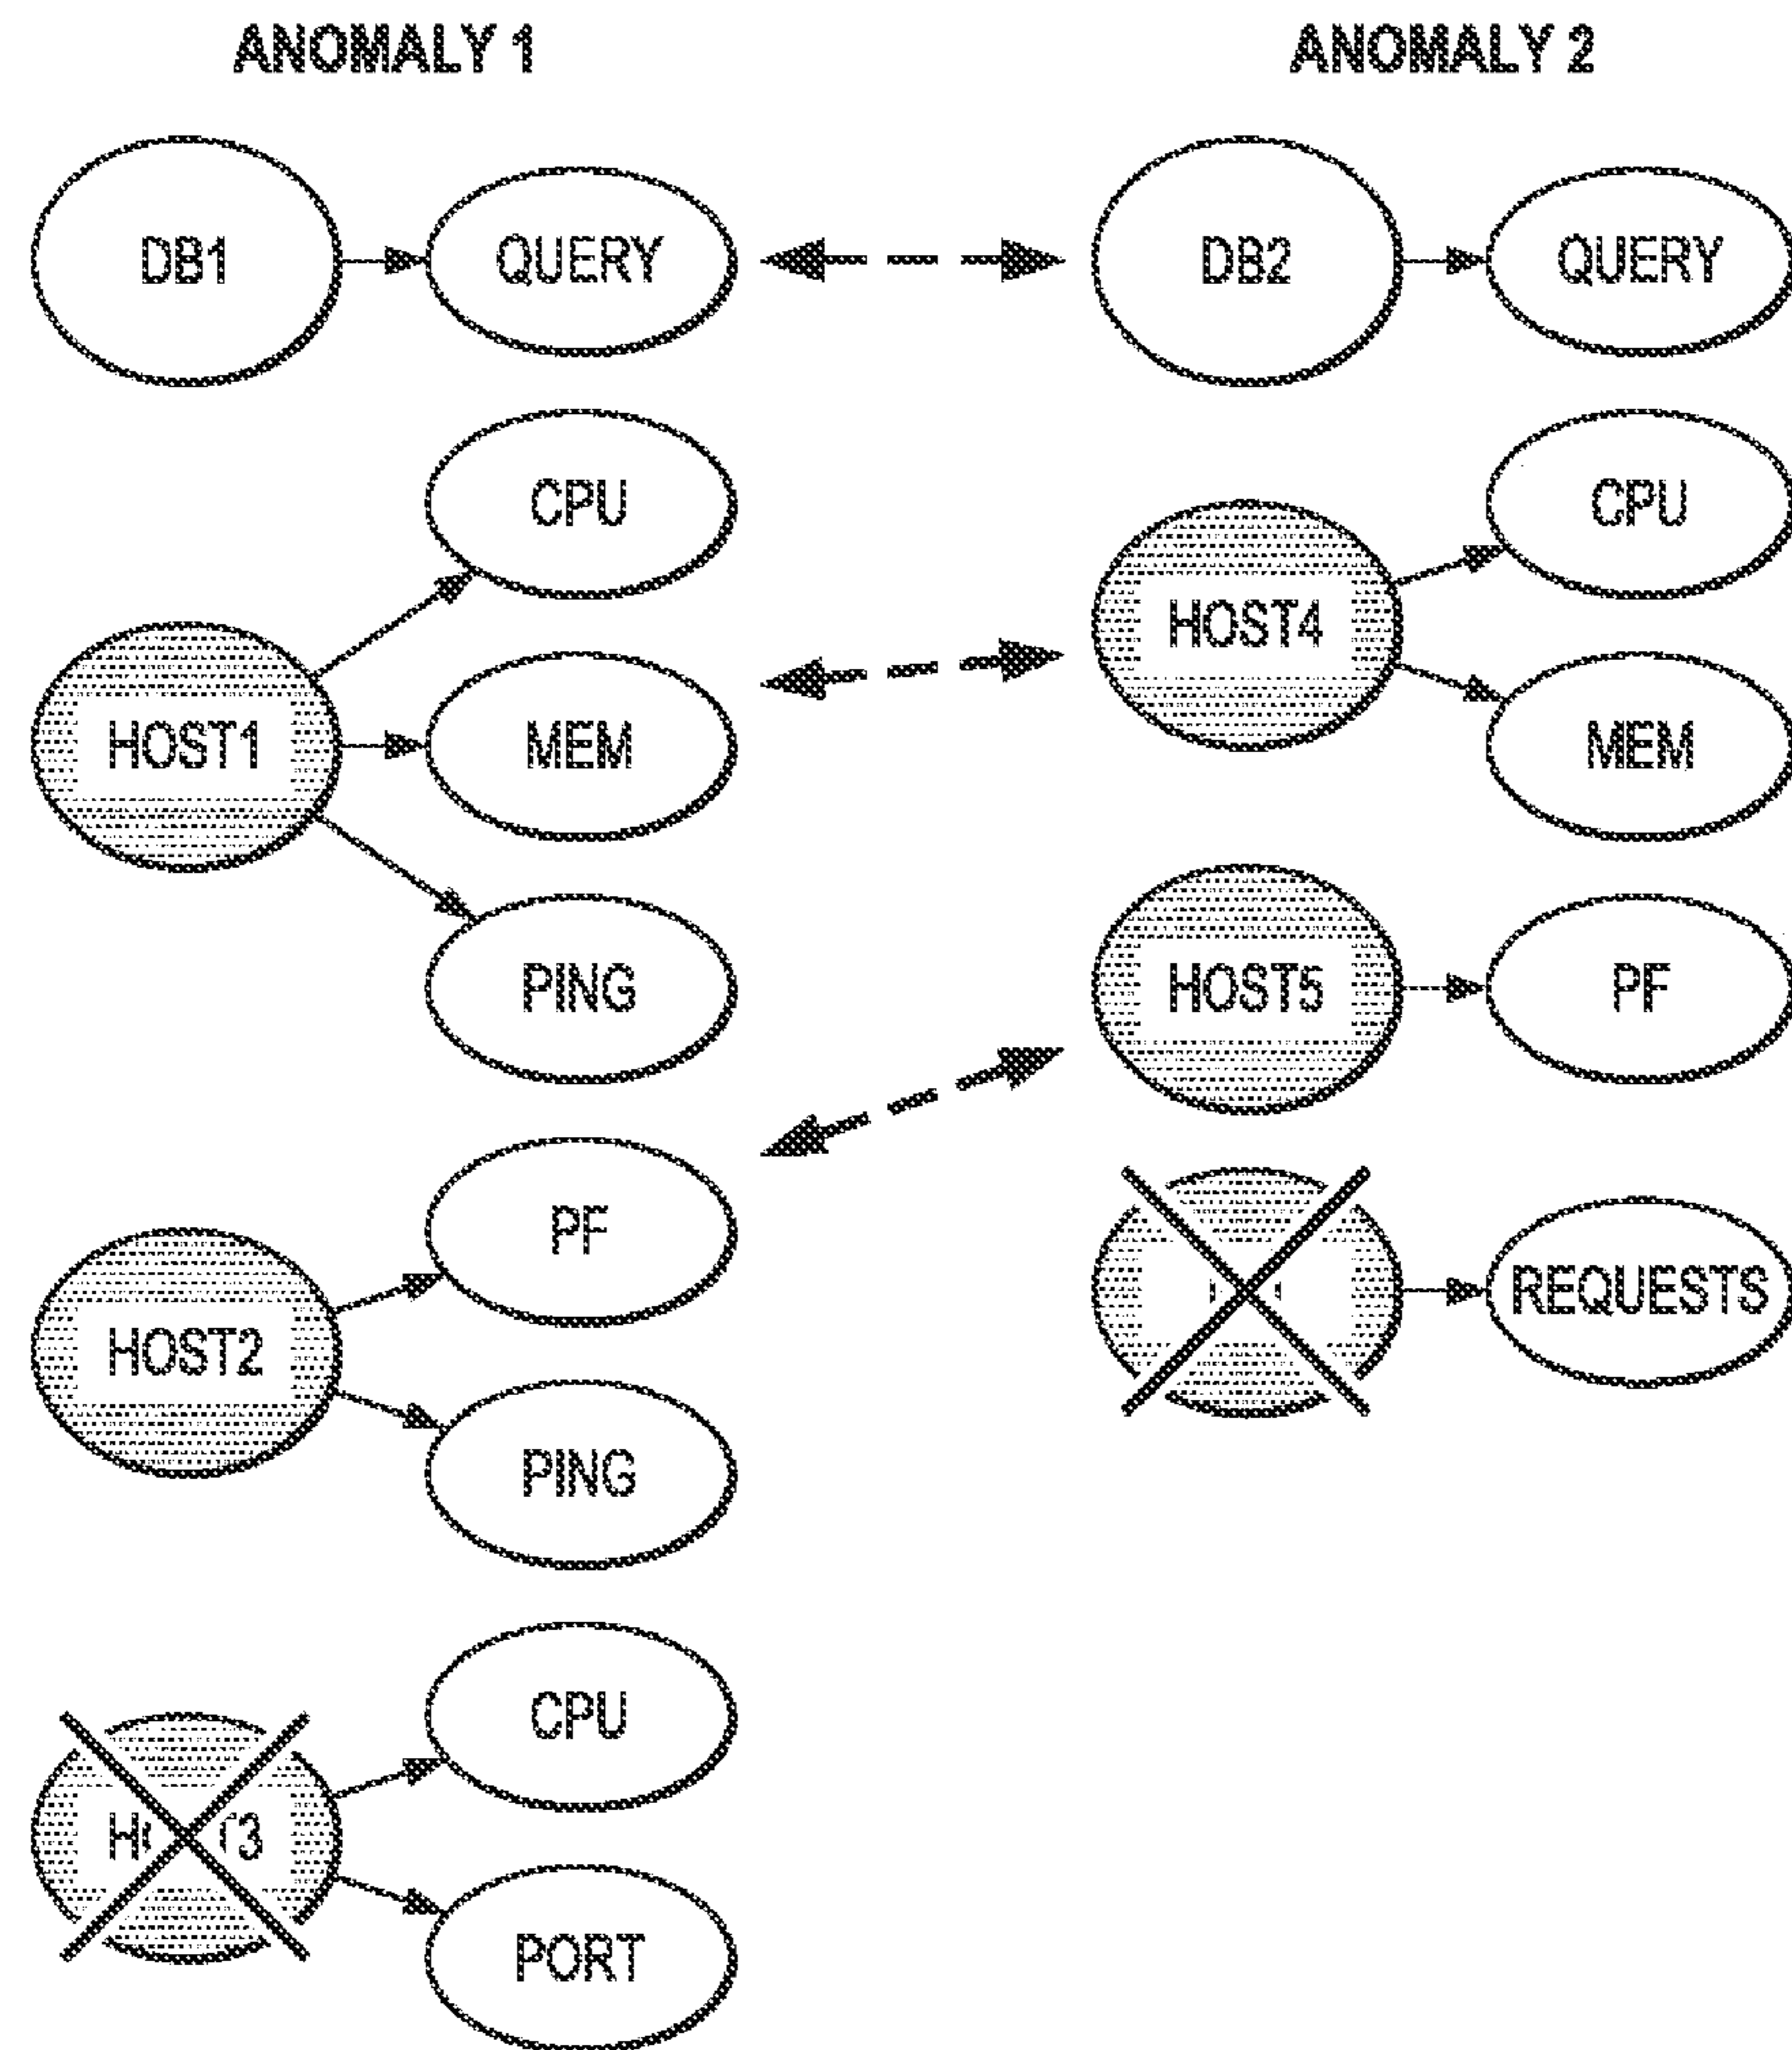 ANOMALY 1
DB1
QUERY
CPU
HOST1
MEM
PING
PF
HOST2
PING
CPU
PORT
ANOMALY 2
DB2
QUERY
CPU
HOST4
MEM
HOST5
PF
REQUESTS